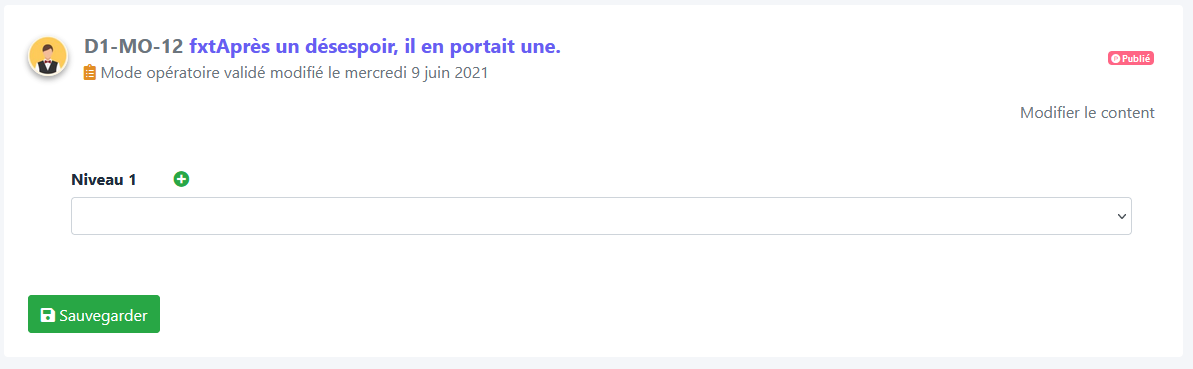 D1-MO-12 fxtAprès un désespoir, il en portait une.
Mode opératoire validé modifié le mercredi 9 juin 2021
Publié
Modifier le content
Niveau 1
Sauvegarder